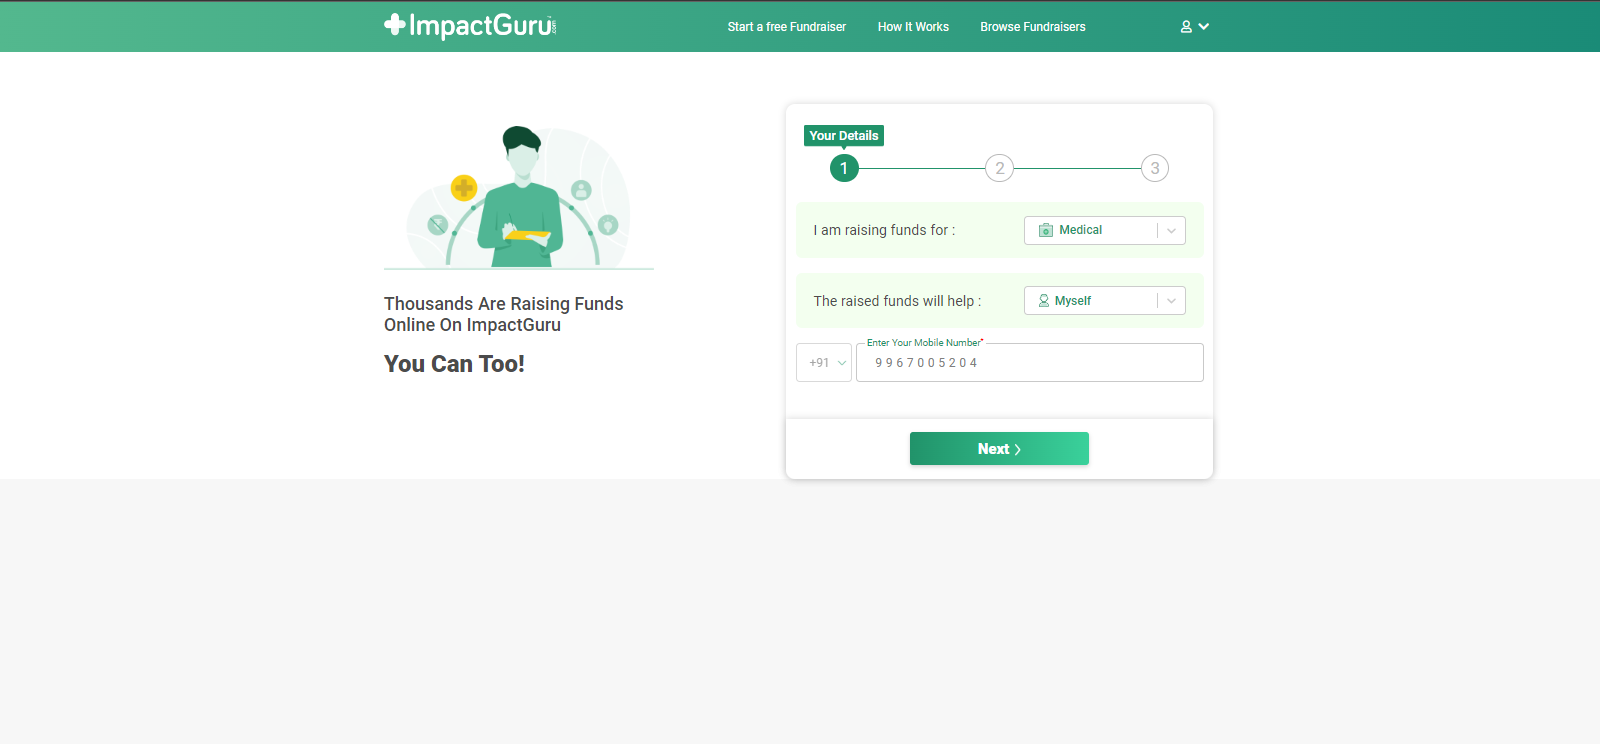 ImpactGuru.com
Start a free Fundraiser
How It Works
Browse Fundraisers
Thousands Are Raising Funds
Online On ImpactGuru
You Can Too!
Your Details
1
2
3
I am raising funds for :
Medical
The raised funds will help :
Myself
Enter Your Mobile Number*
+91
9967005204
Next